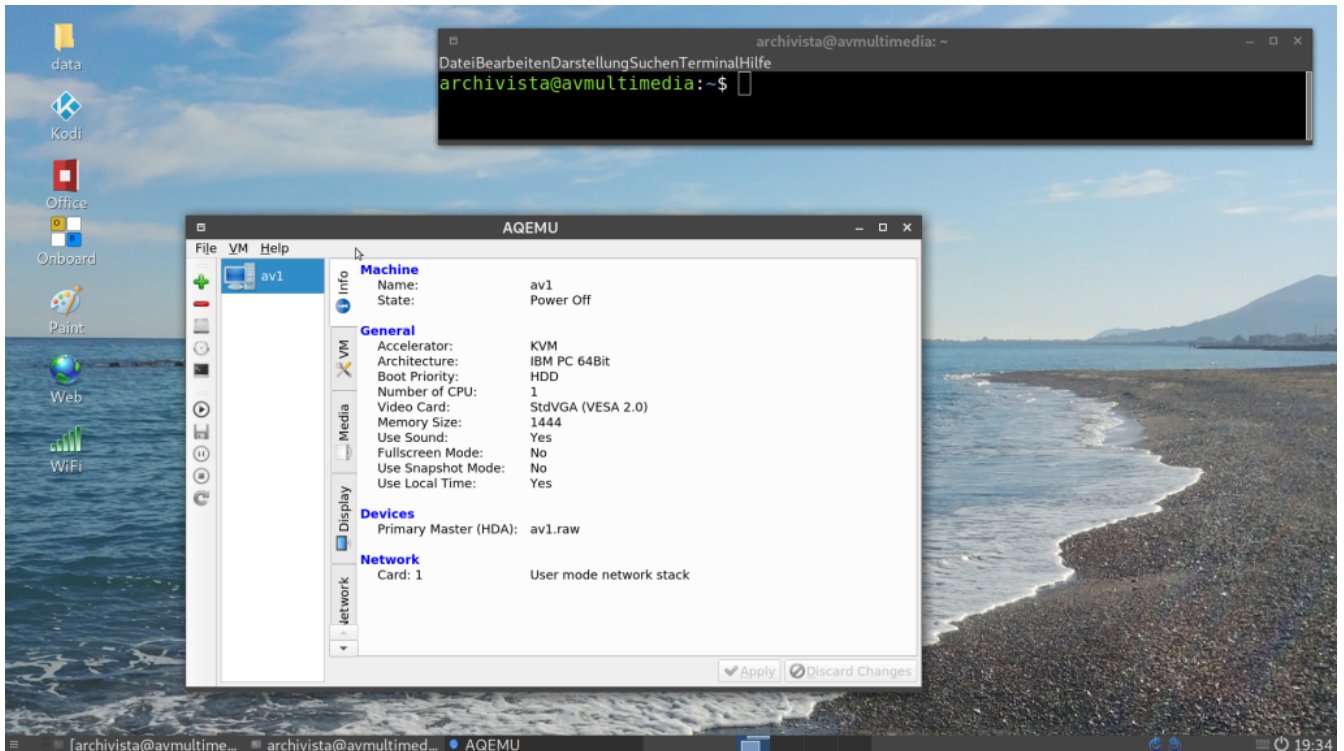 data
Kodi
Office
Onboard
Paint
Web
WiFi
archivista@avmultimedia: ~
DateiBearbeitenDarstellungSuchenTerminalHilfe
archivista@avmultimedia:~$
AQEMU
File VM Help
av1
Info
VM
Media
Display
Network
Machine
Name: av1
State: Power Off
General
Accelerator: KVM
Architecture: IBM PC 64Bit
Boot Priority: HDD
Number of CPU: 1
Video Card: StdVGA (VESA 2.0)
Memory Size: 1444
Use Sound: Yes
Fullscreen Mode: No
Use Snapshot Mode: No
Use Local Time: Yes
Devices
Primary Master (HDA): av1.raw
Network
Card: 1 User mode network stack
Apply Discard Changes
[archivista@avmultime... archivista@avmultimed... AQEMU 19:34